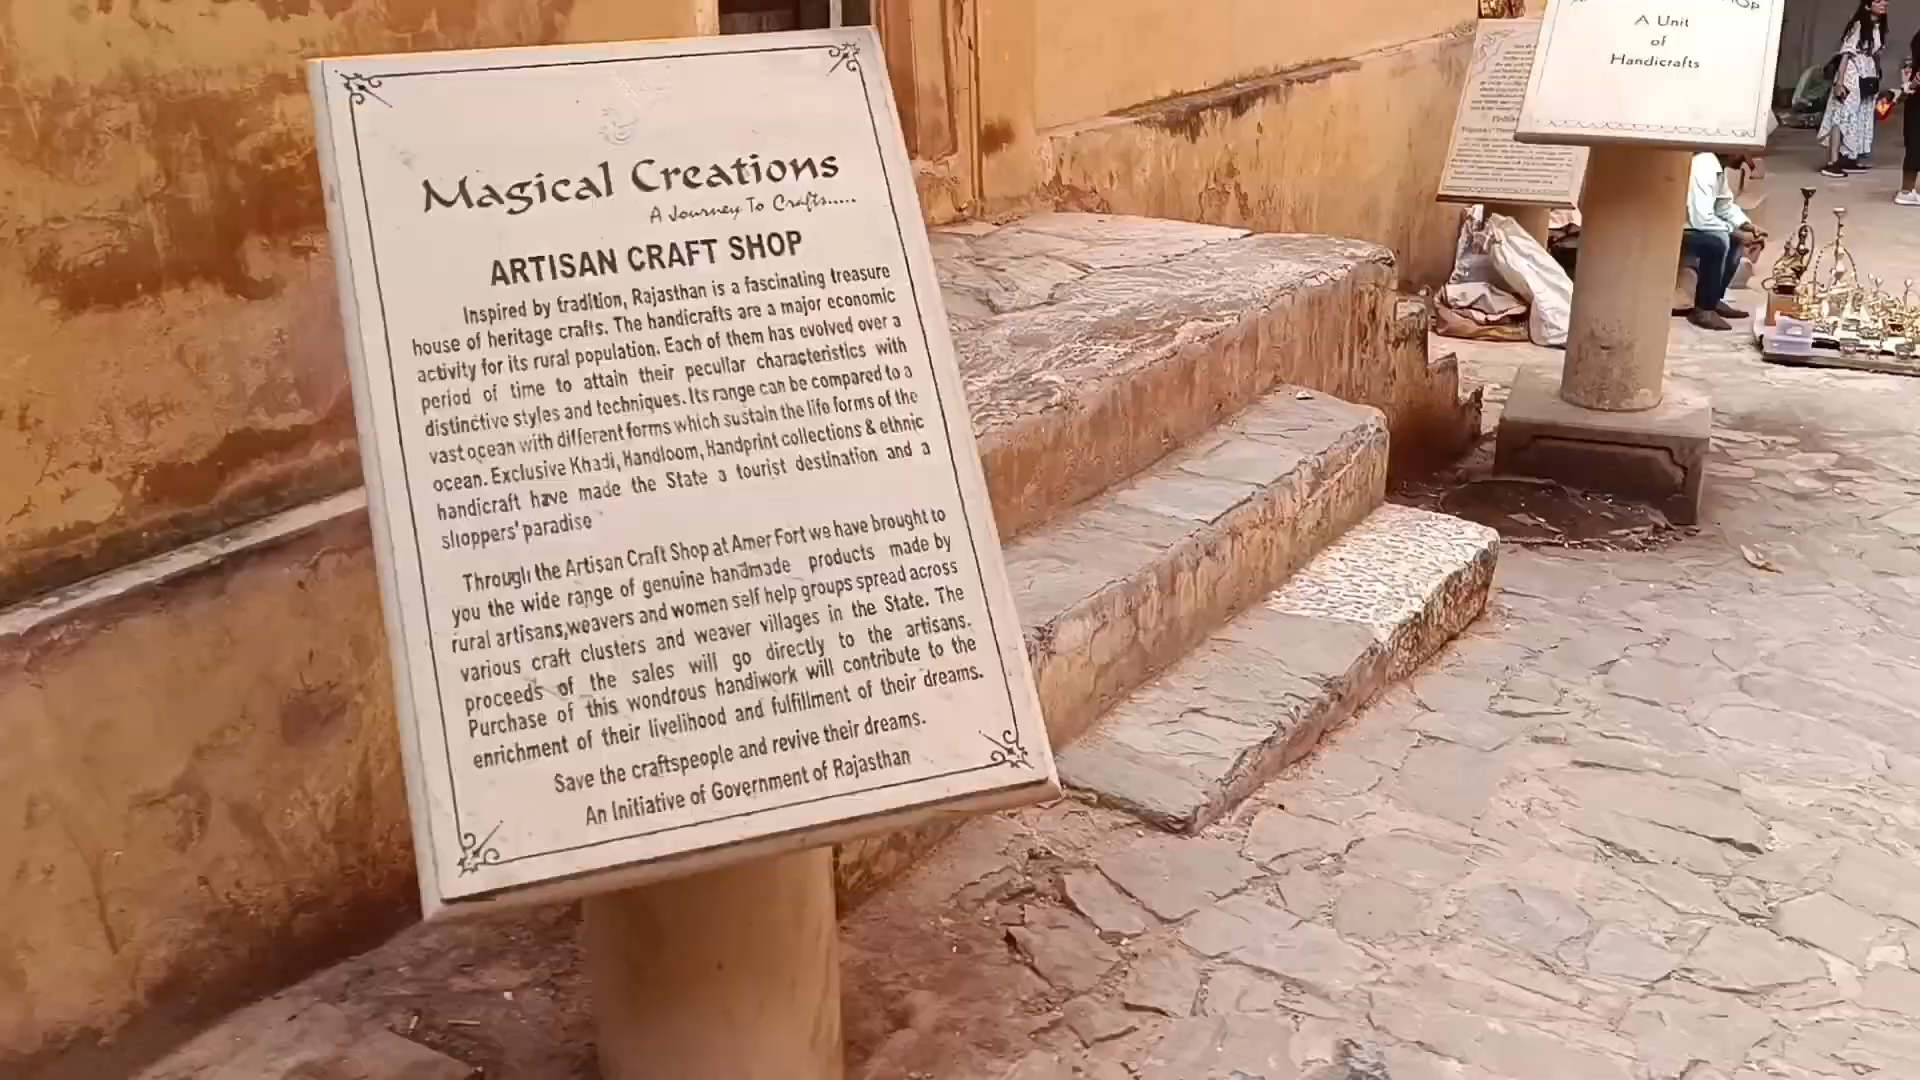 Magical Creations
A Journey To Crafts.....
ARTISAN CRAFT SHOP
Inspired by tradition, Rajasthan is a fascinating treasure
house of heritage crafts. The handicrafts are a major economic
activity for its rural population. Each of them has evolved over a
period of time to attain their peculiar characteristics with
distinctive styles and techniques. Its range can be compared to a
vast ocean with different forms which sustain the life forms of the
ocean. Exclusive Khadi, Handloom, Handprint collections & ethnic
handicraft have made the State a tourist destination and a
shoppers' paradise
Through the Artisan Craft Shop at Amer Fort we have brought to
you the wide range of genuine handmade products made by
rural artisans,weavers and women self help groups spread across
various craft clusters and weaver villages in the State. The
proceeds of the sales will go directly to the artisans.
Purchase of this wondrous handiwork will contribute to the
enrichment of their livelihood and fulfillment of their dreams.
Save the craftspeople and revive their dreams.
An Initiative of Government of Rajasthan
A Unit
of
Handicrafts